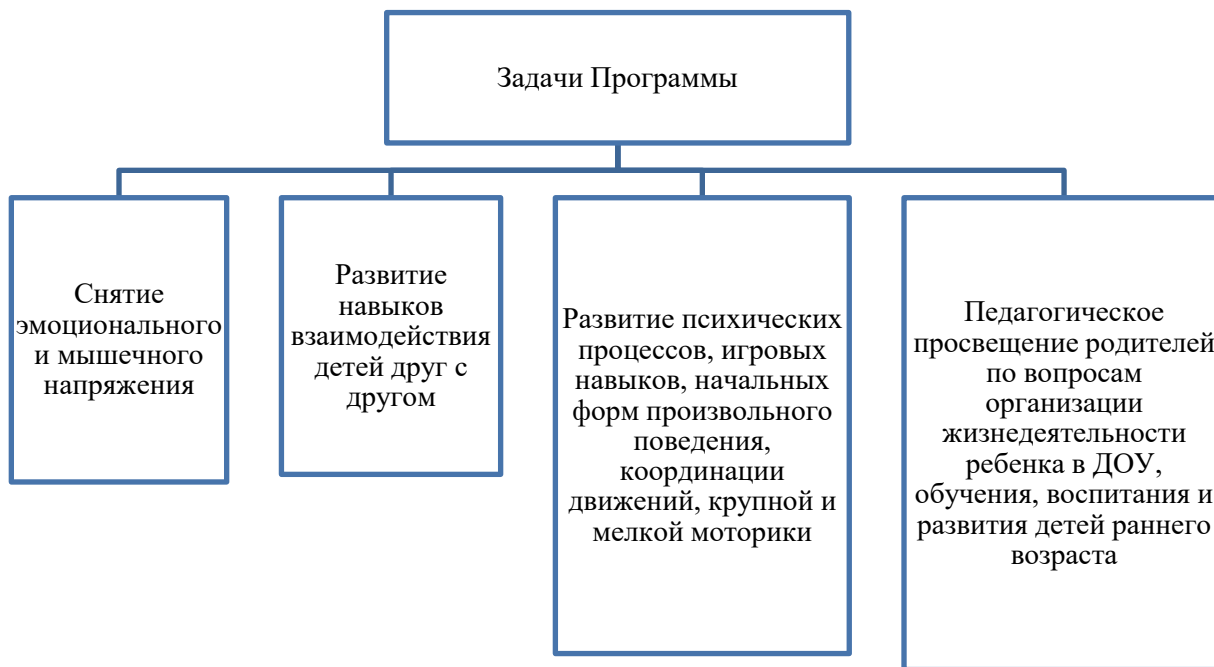 Задачи Программы
Снятие
эмоционального
и мышечного
напряжения
Развитие
навыков
взаимодействия
детей друг с
другом
Развитие психических
процессов, игровых
навыков, начальных
форм произвольного
поведения,
координации
движений, крупной и
мелкой моторики
Педагогическое
просвещение родителей
по вопросам
организации
жизнедеятельности
ребенка в ДОУ,
обучения, воспитания и
развития детей раннего
возраста